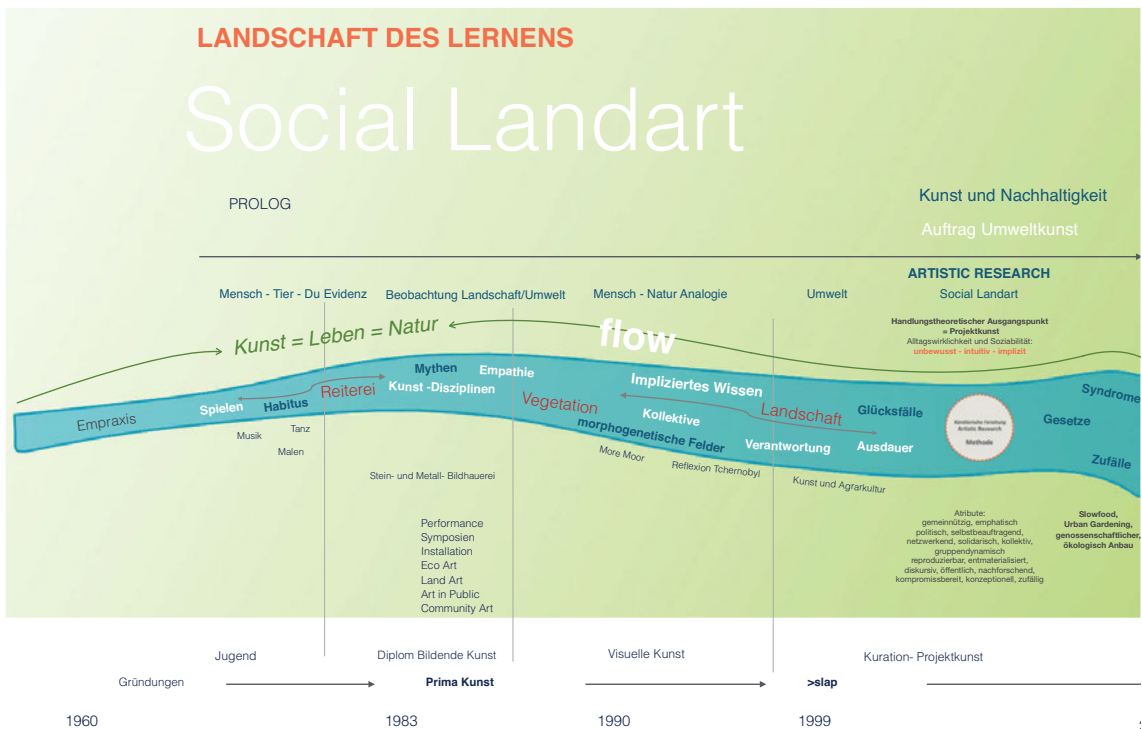 LANDSCHAFT DES LERNENS
Social Landart
PROLOG
Kunst und Nachhaltigkeit
Auftrag Umweltkunst
ARTISTIC RESEARCH
Mensch - Tier - Du Evidenz
Beobachtung Landschaft/Umwelt
Mensch - Natur Analogie
Umwelt
Social Landart
Handlungstheoretischer Ausgangspunkt
= Projektkunst
Alltagswirklichkeit und Soziabilität:
unbewusst - intuitiv - implizit
Kunst = Leben = Natur
flow
Empraxis
Spielen
Habitus
Reiterei
Mythen
Empathie
Kunst -Disziplinen
Vegetation
Impliziertes Wissen
Kollektive
morphogenetische Felder
Landschaft
Verantwortung
Glücksfälle
Ausdauer
Künstlerische Forschung
Artistic Research
Methode
Syndrome
Gesetze
Zufälle
Musik
Tanz
Malen
Stein- und Metall- Bildhauerei
More Moor
Reflexion Tchernobyl
Kunst und Agrarkultur
Performance
Symposien
Installation
Eco Art
Land Art
Art in Public
Community Art
Atribute:
gemeinnützig, emphatisch
politisch, selbstbeauftragend,
netzwerkend, solidarisch, kollektiv,
gruppendynamisch
reproduzierbar, entmaterialisiert,
diskursiv, öffentlich, nachforschend,
kompromissbereit, konzeptionell, zufällig
Slowfood,
Urban Gardening,
genossenschaftlicher,
ökologisch Anbau
Jugend
Diplom Bildende Kunst
Visuelle Kunst
Kuration- Projektkunst
Gründungen
Prima Kunst
>slap
1960
1983
1990
1999